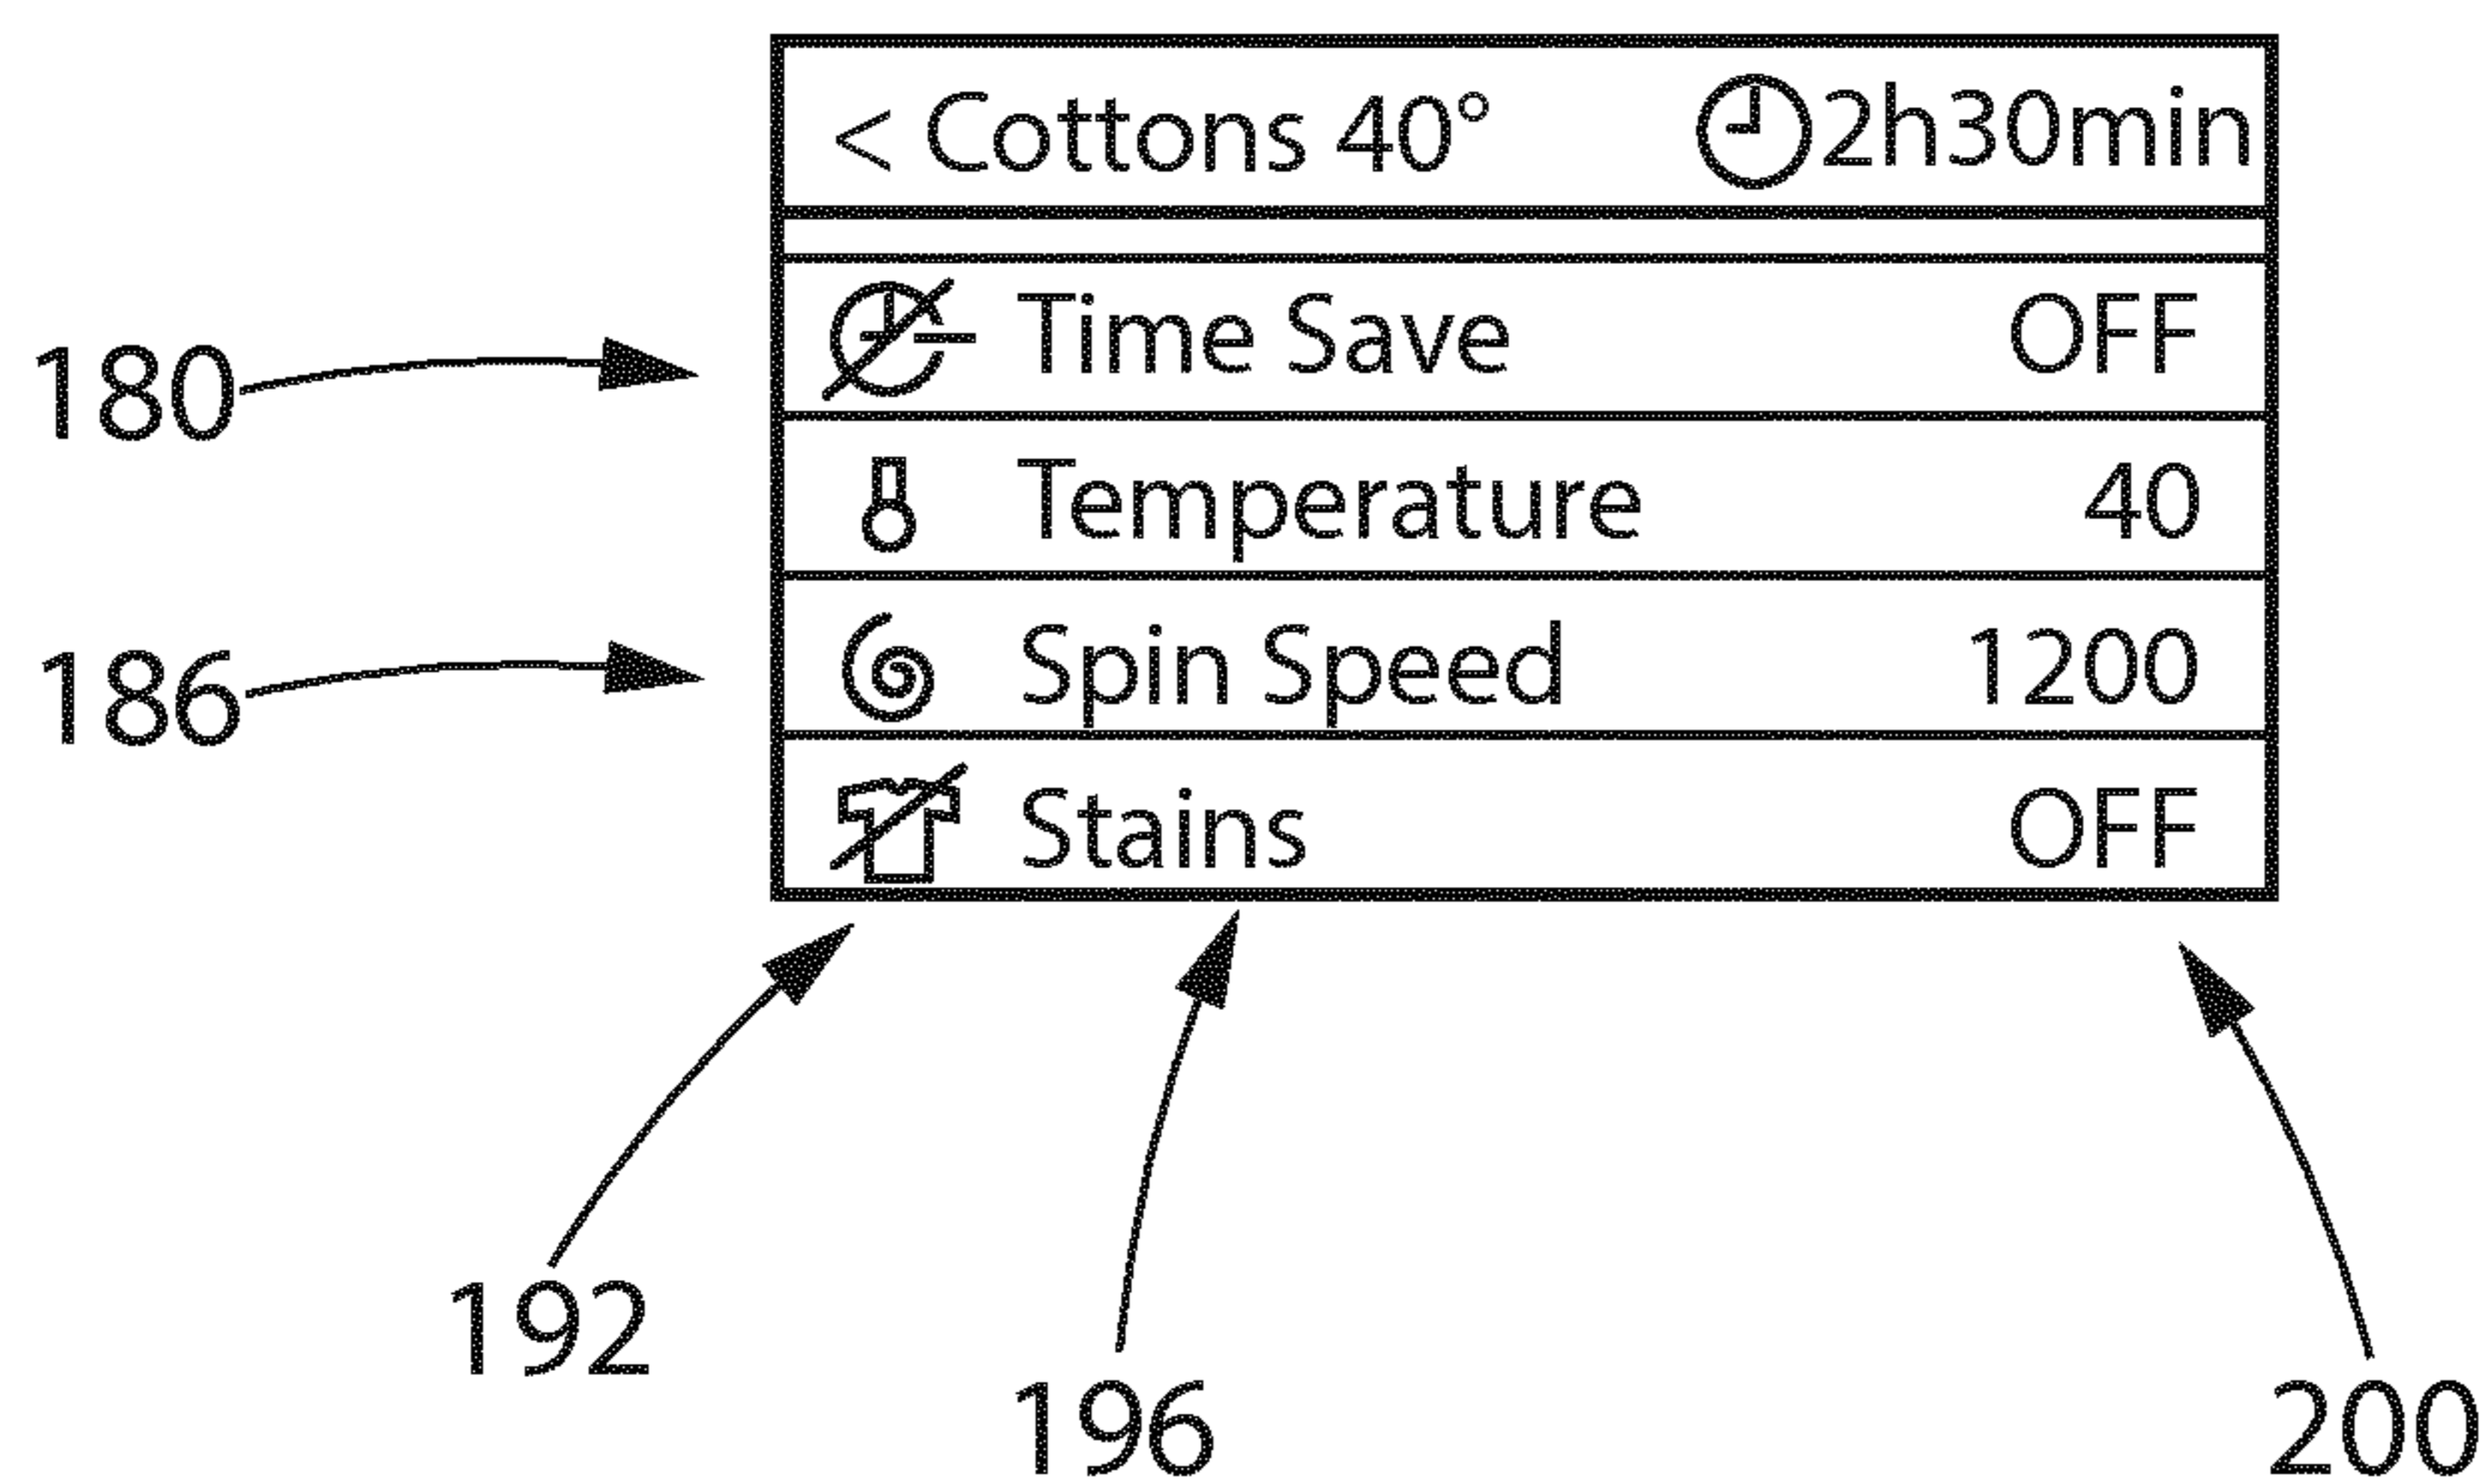 < Cottons 40° 2h30min
Time Save OFF
180
Temperature 40
186
Spin Speed 1200
Stains OFF
192
196
200